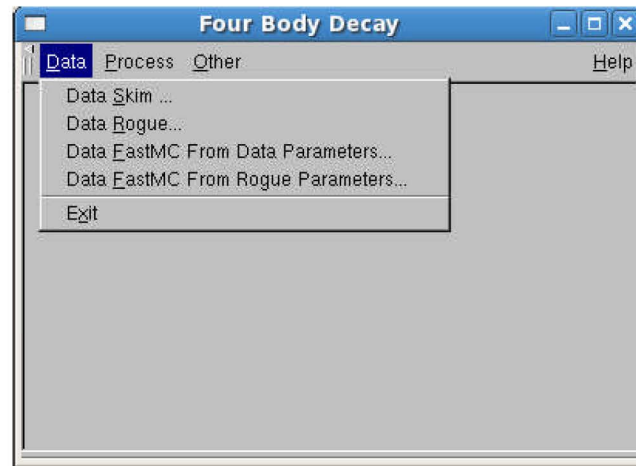 Four Body Decay
Data Process Other Help
Data Skim ...
Data Rogue...
Data FastMC From Data Parameters...
Data FastMC From Rogue Parameters...
Exit